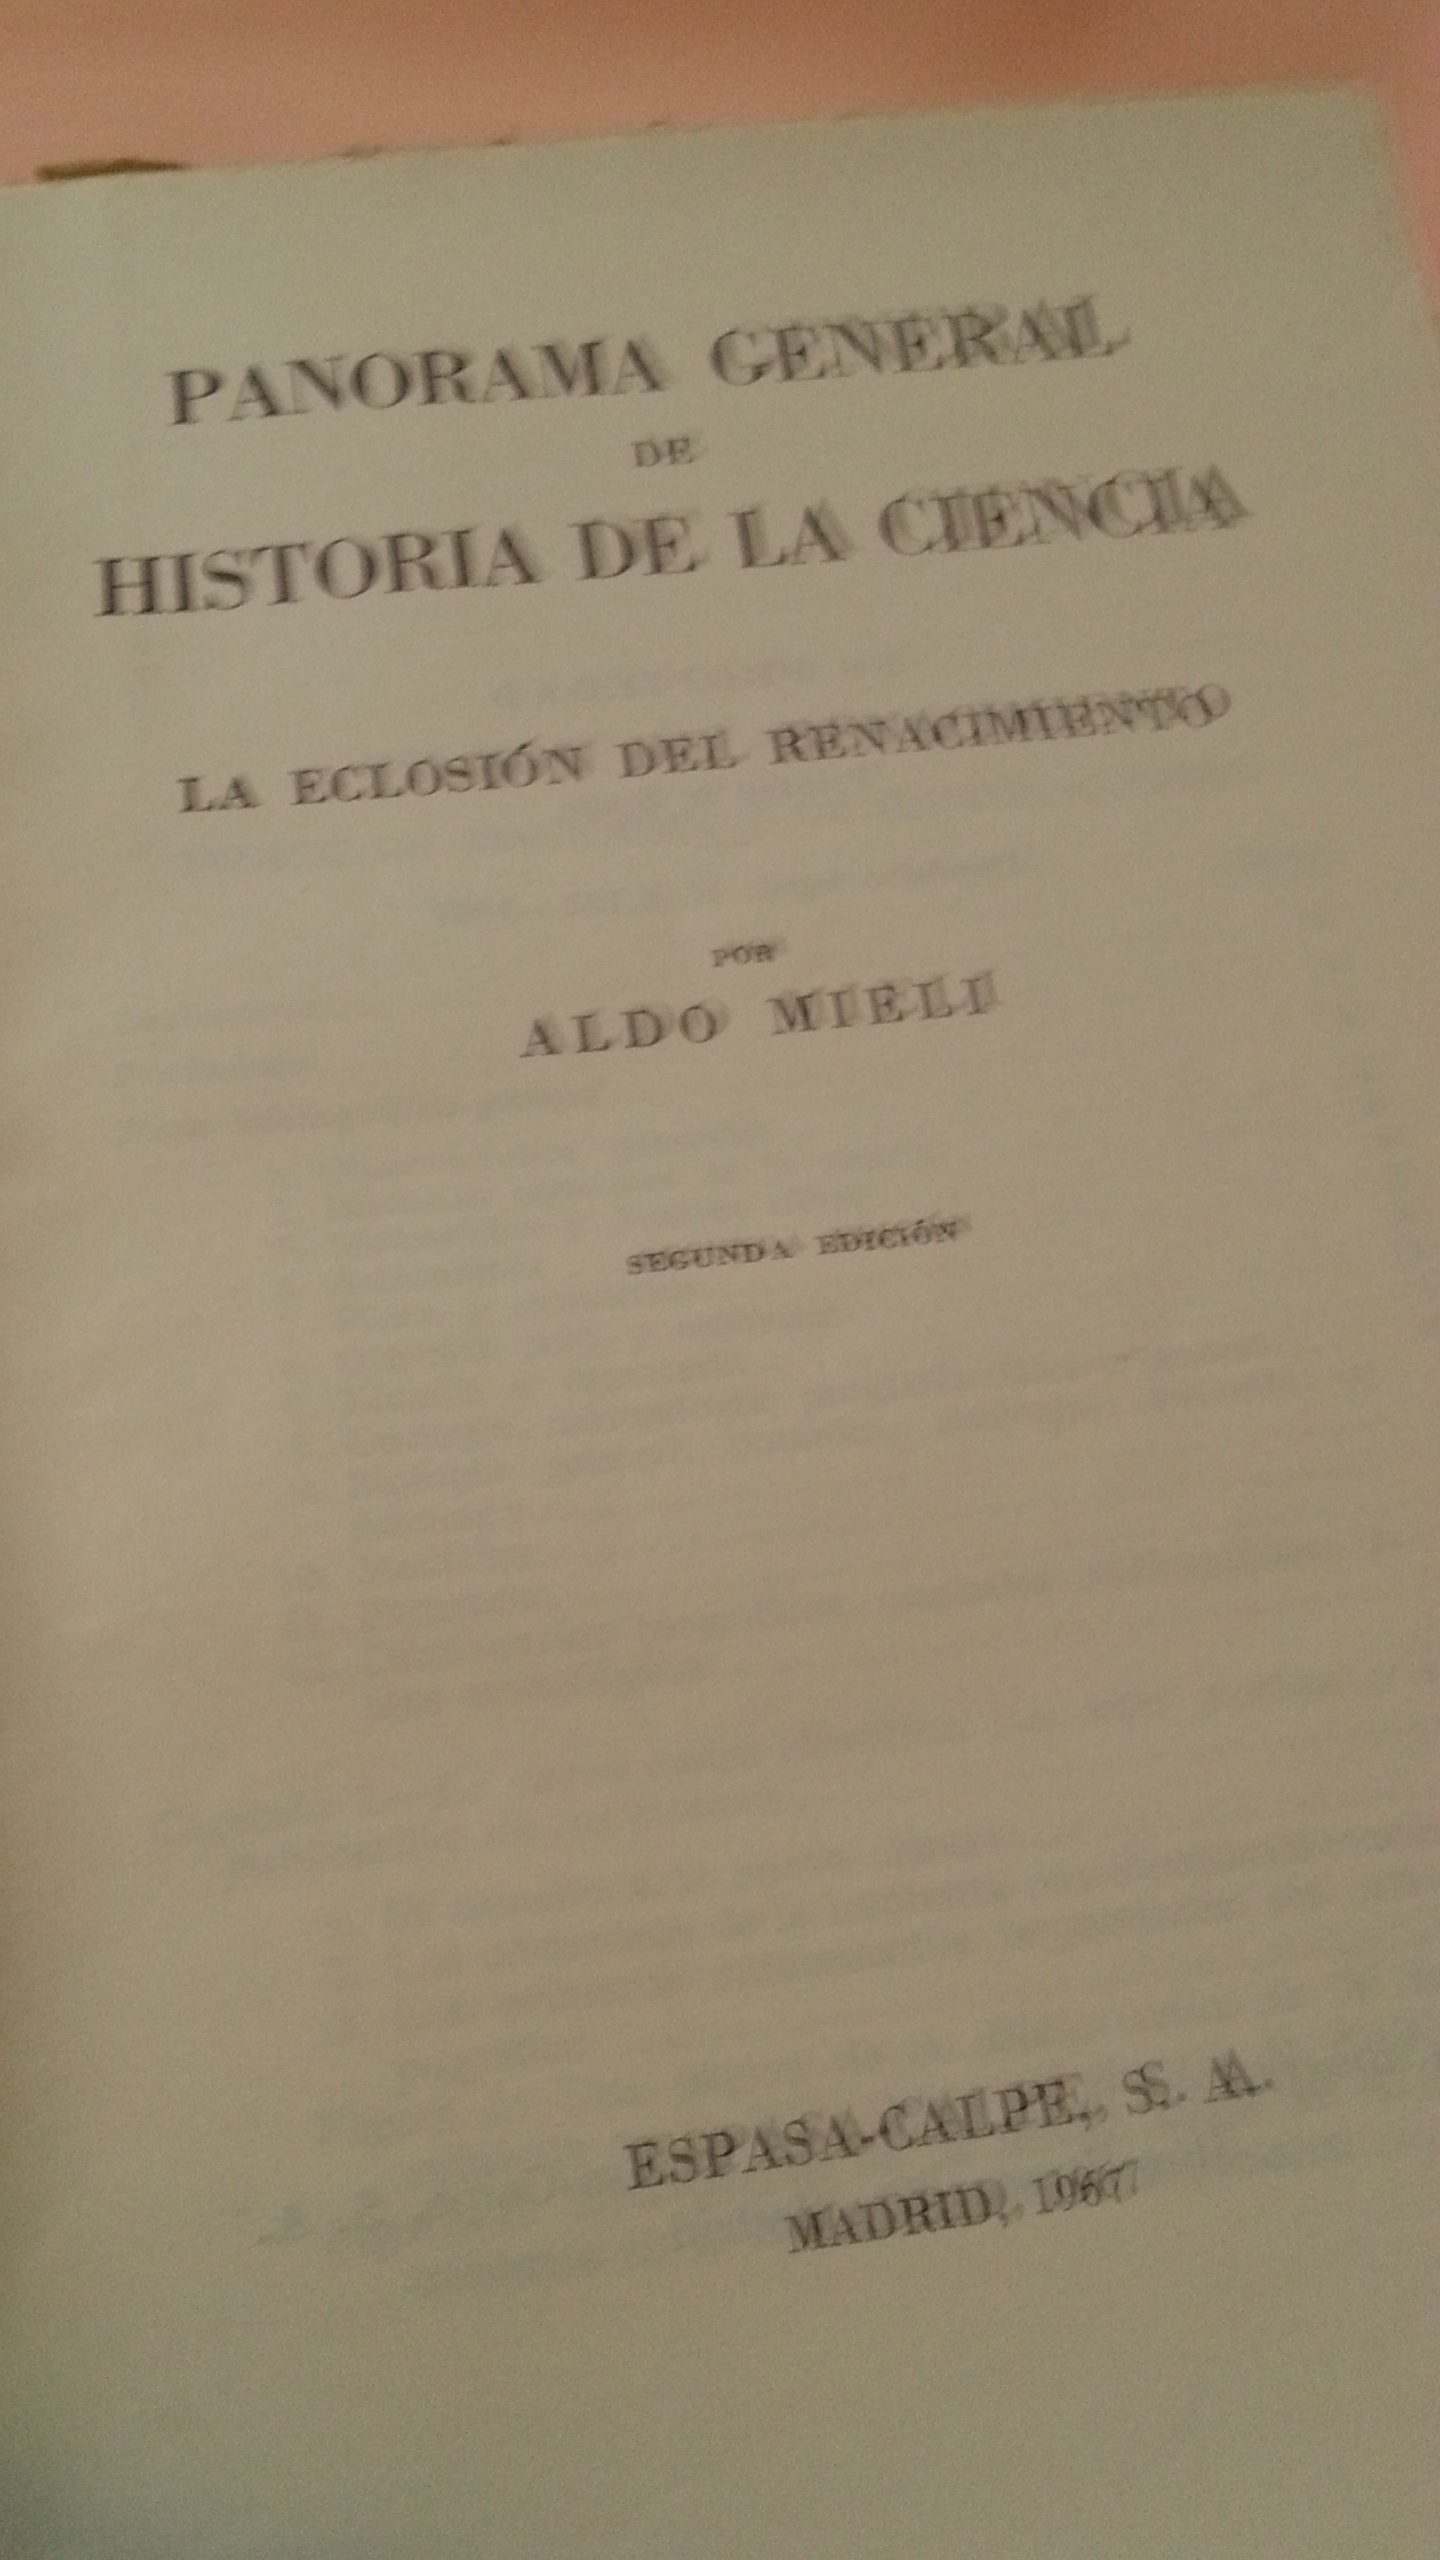 PANORAMA GENERAL
DE
HISTORIA DE LA CIENCIA
LA ECLOSIÓN DEL RENACIMIENTO
POR
ALDO MIELI
SEGUNDA EDICIÓN
ESPASA-CALPE, S. A.
MADRID, 1967